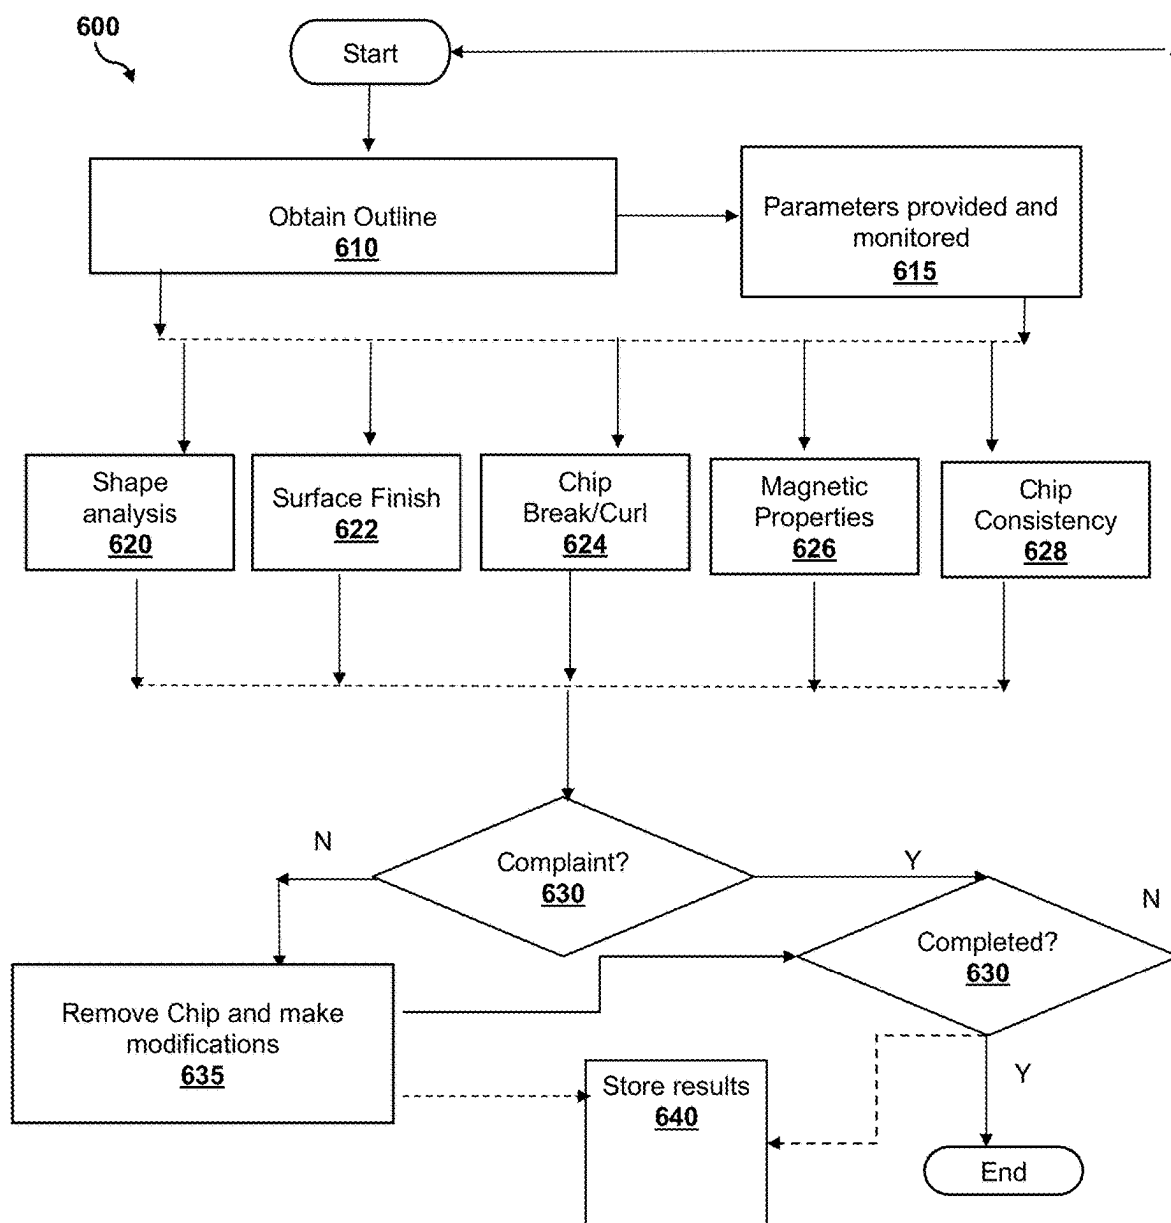 600
Start
Obtain Outline
610
Parameters provided and
monitored
615
Shape
analysis
620
Surface Finish
622
Chip
Break/Curl
624
Magnetic
Properties
626
Chip
Consistency
628
N
Complaint?
630
Y
N
Completed?
630
Remove Chip and make
modifications
635
Store results
640
Y
End